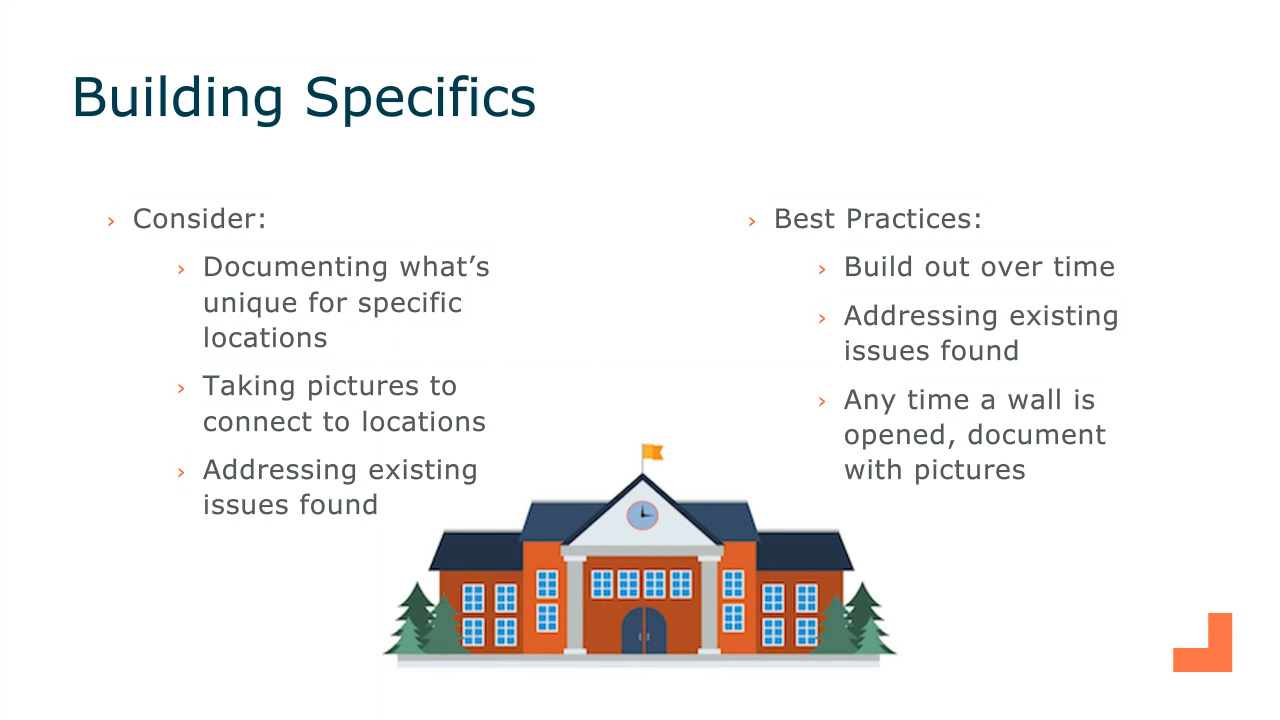 Building Specifics
› Consider:
› Documenting what’s
unique for specific
locations
› Taking pictures to
connect to locations
› Addressing existing
issues found
› Best Practices:
› Build out over time
› Addressing existing
issues found
› Any time a wall is
opened, document
with pictures